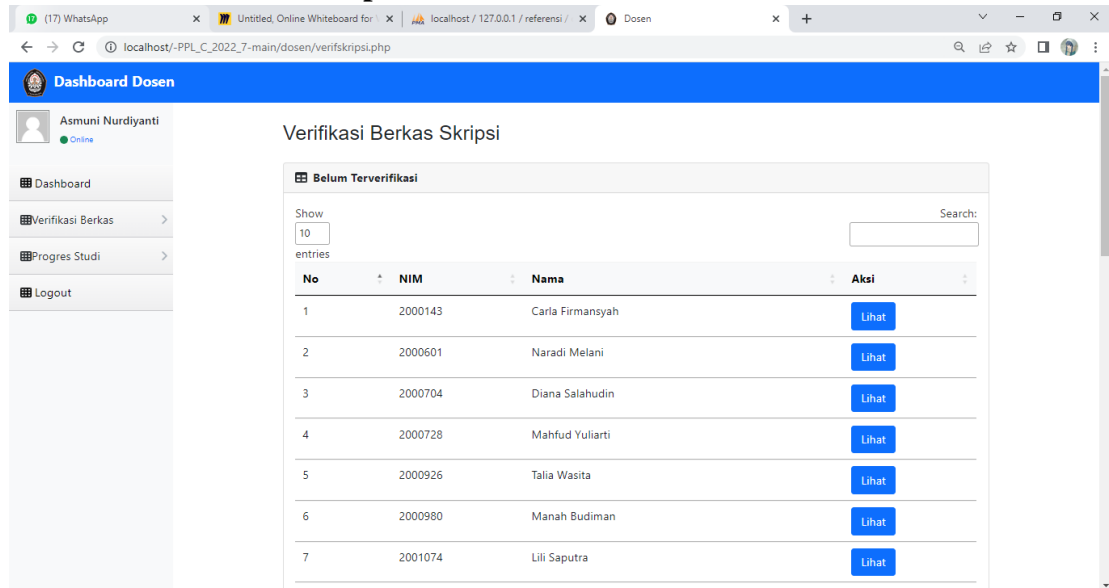 (17) WhatsApp
Untitled, Online Whiteboard for
localhost / 127.0.0.1 / referensi /
Dosen
localhost/-PPL_C_2022_7-main/dosen/verifskripsi.php
Dashboard Dosen
Asmuni Nurdiyanti
Online
Dashboard
Verifikasi Berkas
Progres Studi
Logout
Verifikasi Berkas Skripsi
Belum Terverifikasi
Show
10
entries
Search:
No NIM Nama Aksi
1 2000143 Carla Firmansyah Lihat
2 2000601 Naradi Melani Lihat
3 2000704 Diana Salahudin Lihat
4 2000728 Mahfud Yuliarti Lihat
5 2000926 Talia Wasita Lihat
6 2000980 Manah Budiman Lihat
7 2001074 Lili Saputra Lihat